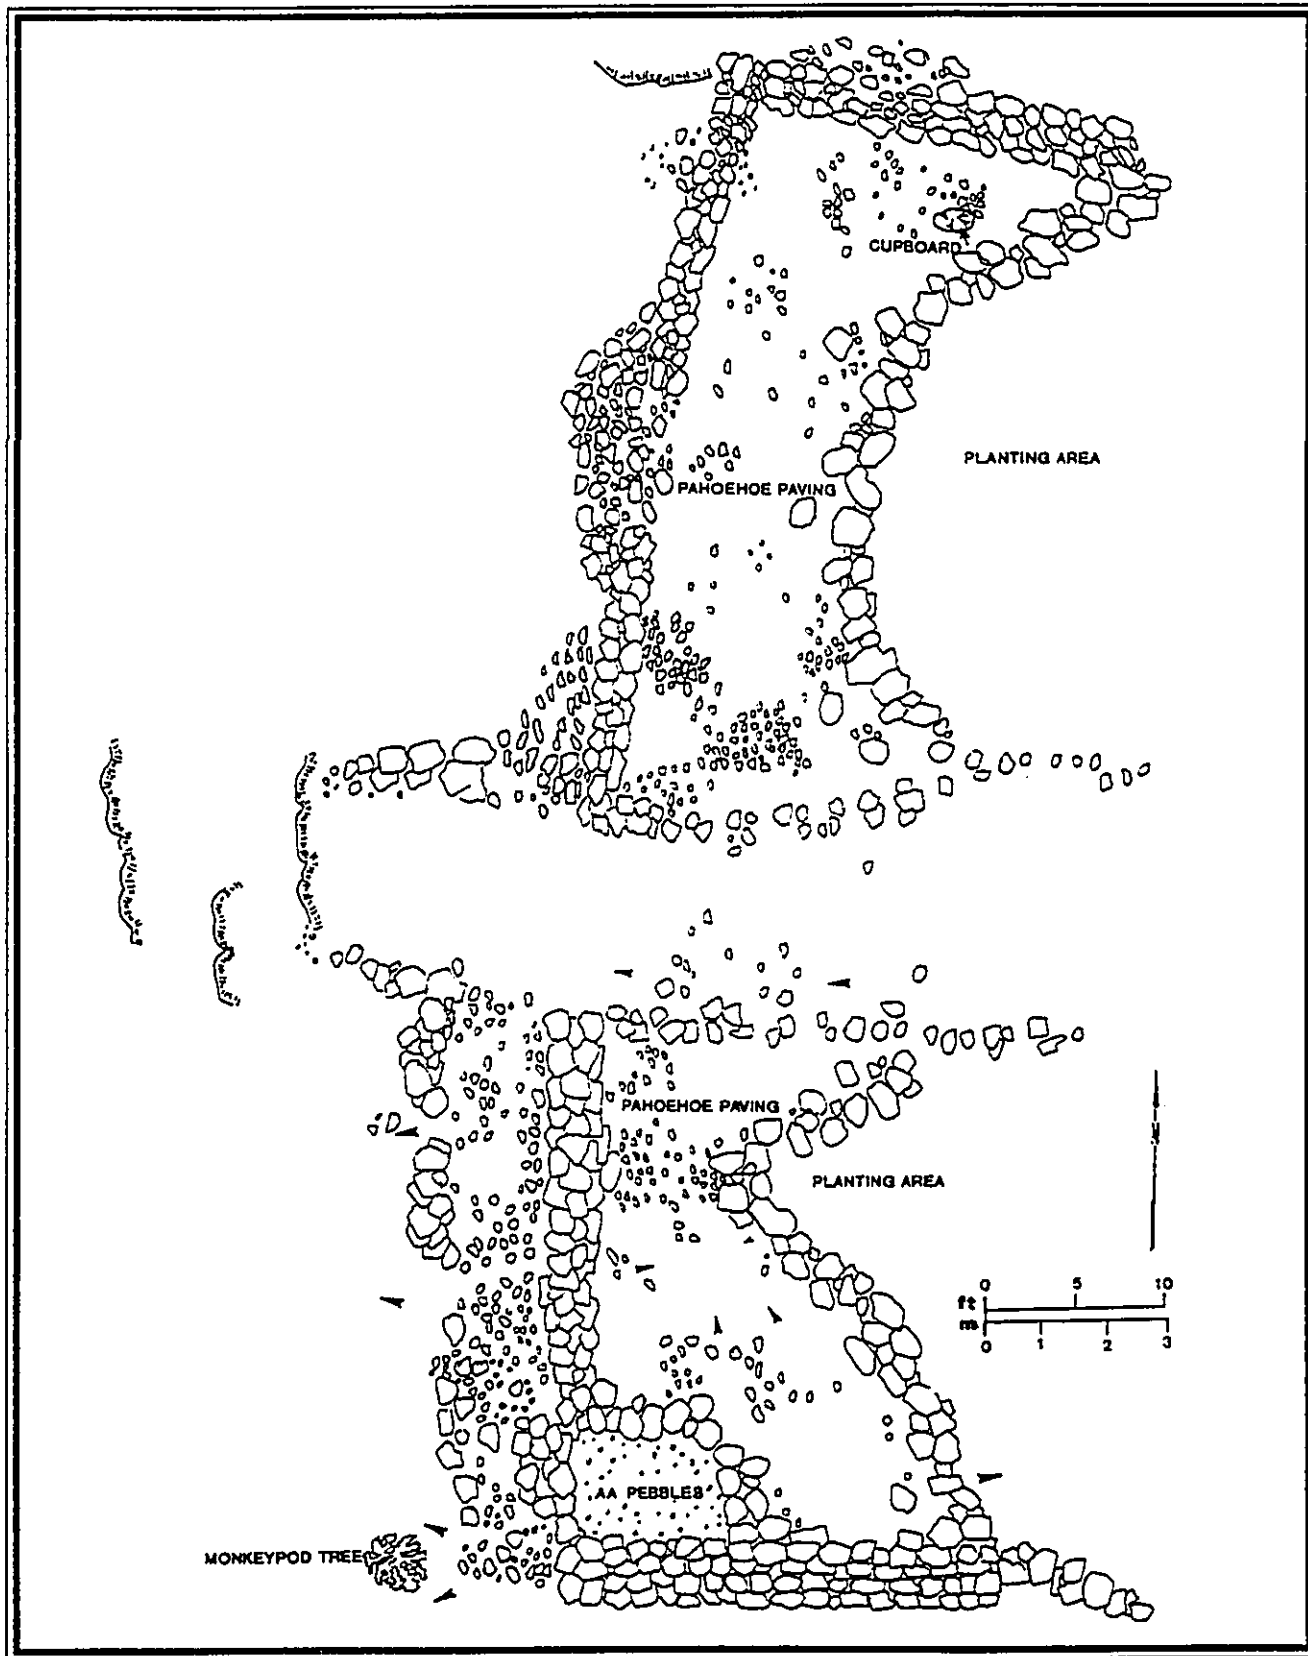 CUPBOARD
PLANTING AREA
PAHOEHOE PAVING
PAHOEHOE PAVING
PLANTING AREA
0 5 10
ft
m
0 1 2 3
AA PEBBLES
MONKEYPOD TREE